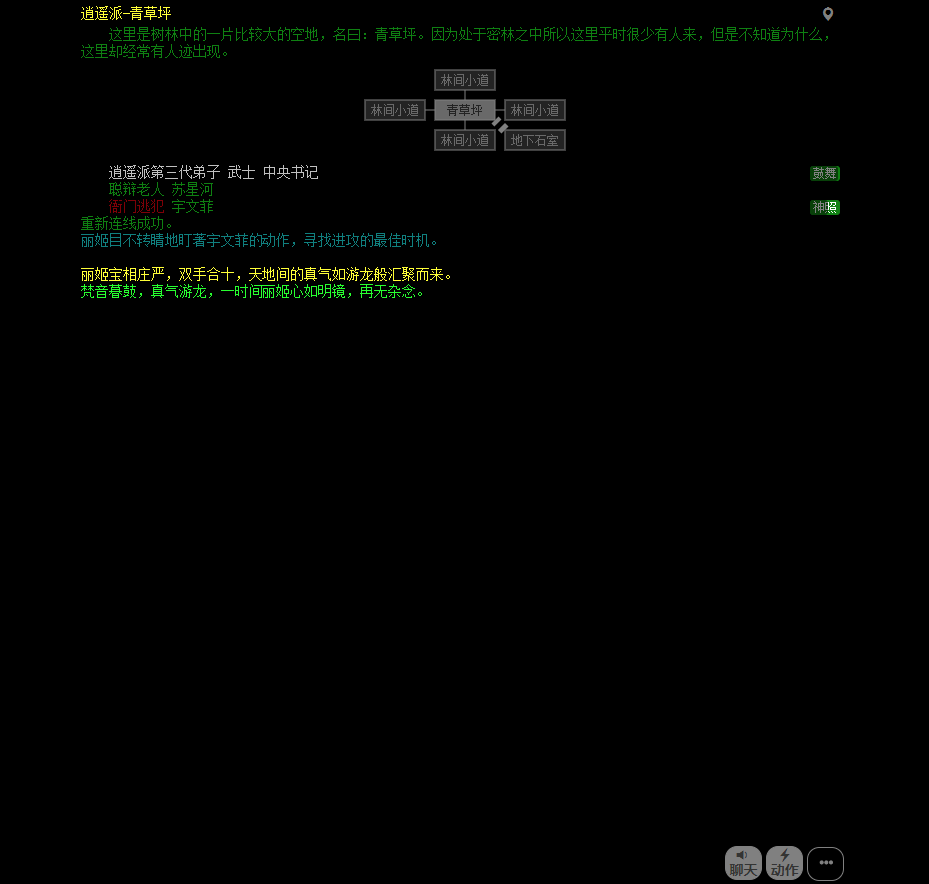 逍遥派-青草坪
这里是树林中的一片比较大的空地，名曰：青草坪。因为处于密林之中所以这里平时很少有人来，但是不知道为什么，
这里却经常有人迹出现。
林间小道
林间小道 青草坪 林间小道
林间小道 地下石室
逍遥派第三代弟子 武士 中央书记 鼓舞
聪辩老人 苏星河
衙门逃犯 宇文菲 神照
重新连线成功。
丽姬目不转睛地盯著宇文菲的动作，寻找进攻的最佳时机。
丽姬宝相庄严，双手合十，天地间的真气如游龙般汇聚而来。
梵音暮鼓，真气游龙，一时间丽姬心如明镜，再无杂念。
聊天 动作